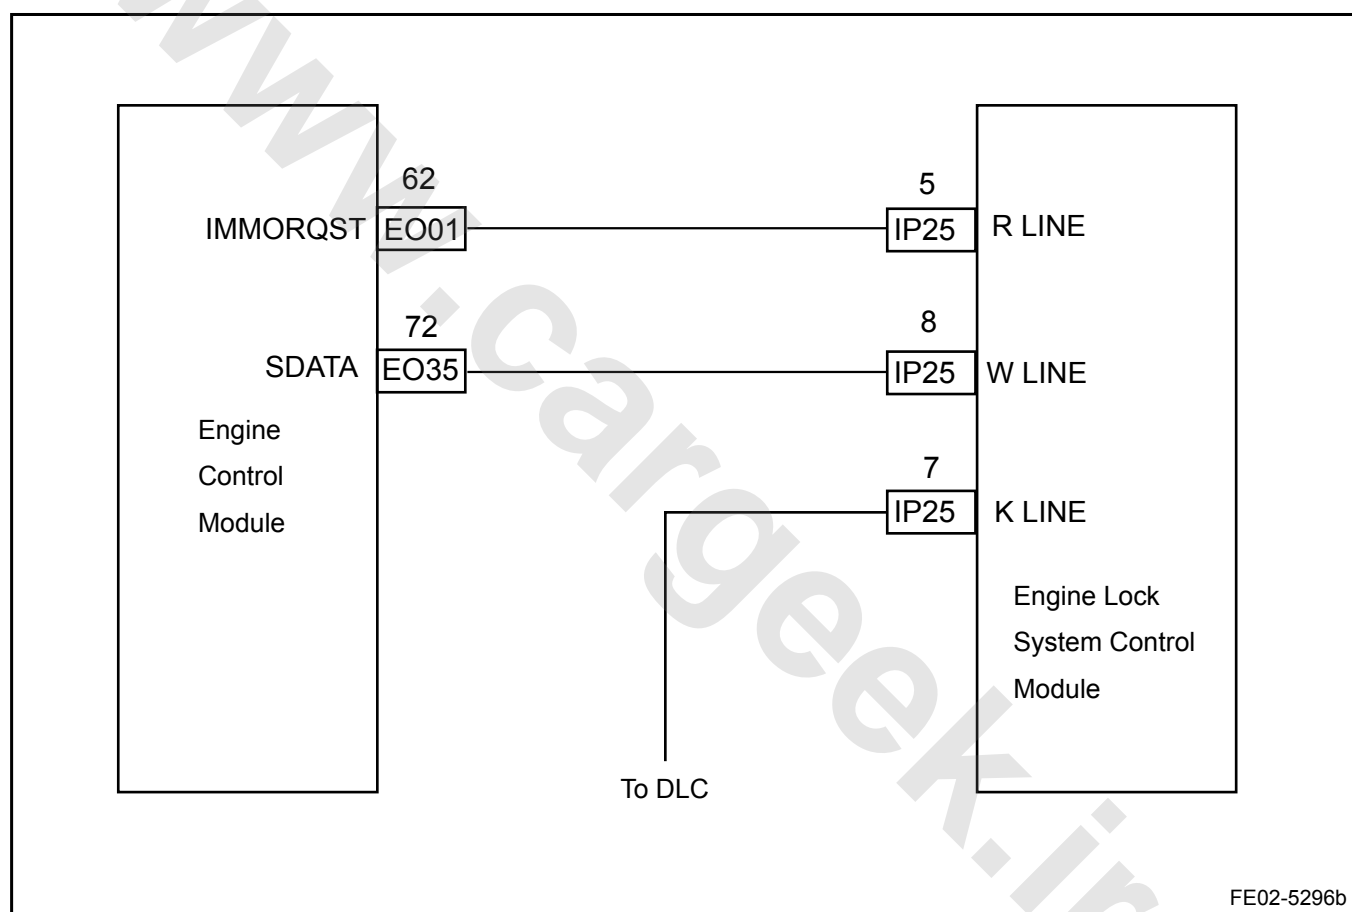 62
IMMORQST EO01
5
IP25 R LINE
72
SDATA EO35
8
IP25 W LINE
7
IP25 K LINE
Engine
Control
Module
Engine Lock
System Control
Module
To DLC
FE02-5296b
www.cargeek.ir